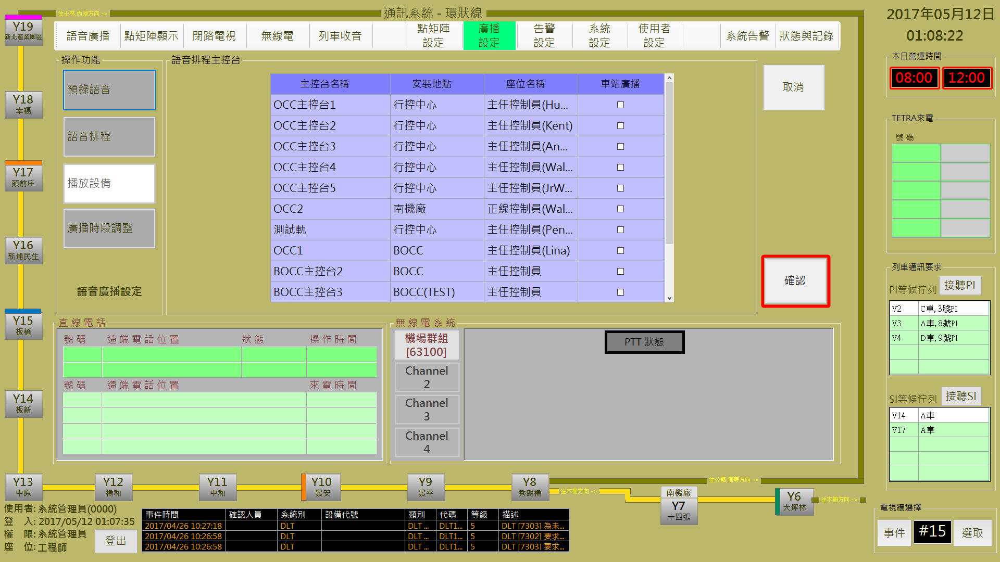 往士林,內湖方向 ->
通訊系統 - 環狀線
2017年05月12日
01:08:22
語音廣播
點矩陣顯示
閉路電視
無線電
列車收音
點矩陣
設定
廣播
設定
告警
設定
系統
設定
使用者
設定
系統告警
狀態與記錄
Y19
新北產業園區
Y18
幸福
Y17
頭前庄
Y16
新埔民生
Y15
板橋
Y14
板新
操作功能
預錄語音
語音排程
播放設備
廣播時段調整
語音廣播設定
語音排程主控台
主控台名稱 安裝地點 座位名稱 車站廣播
OCC主控台1 行控中心 主任控制員(Hu...
OCC主控台2 行控中心 主任控制員(Kent)
OCC主控台3 行控中心 主任控制員(An...
OCC主控台4 行控中心 主任控制員(Wal...
OCC主控台5 行控中心 主任控制員(JrW...
OCC2 南機廠 正線控制員(Wal...
測試軌 行控中心 主任控制員(Pen...
OCC1 BOCC 主任控制員(Lina)
BOCC主控台2 BOCC 主任控制員
BOCC主控台3 BOCC(TEST) 主任控制員
取消
確認
本日營運時間
08:00 12:00
TETRA來電
號 碼
列車通訊要求
PI等候佇列 接聽PI
V2 C車,3號PI
V3 A車,8號PI
V4 D車,9號PI
SI等候佇列 接聽SI
V14 A車
V17 A車
直 線 電 話
號 碼 遠 端 電 話 位 置 狀 態 操 作 時 間
號 碼 遠 端 電 話 位 置 來 電 時 間
無 線 電 系 統
機場群組
[63100]
Channel
2
Channel
3
Channel
4
PTT 狀態
Y13
中原
Y12
橋和
Y11
中和
Y10
景安
Y9
景平
Y8
秀朗橋
往公館,信義方向 ->
往木柵方向 ->
南機廠
Y7
十四張
Y6
大坪林
往木柵方向 ->
使用者: 系統管理員(0000)
登 入: 2017/05/12 01:07:35
權 限: 系統管理員
座 位: 工程師
登出
事件時間 確認人員 系統別 設備代號 類別 代碼 等級 描述
2017/04/26 10:27:18 DLT DLT ... DLT1... 5 DLT [7303] 為未...
2017/04/26 10:26:58 DLT DLT ... DLT1... 5 DLT [7302] 要求...
2017/04/26 10:26:58 DLT DLT ... DLT1... 5 DLT [7303] 要求...
電視牆選擇
事件 #15 選取